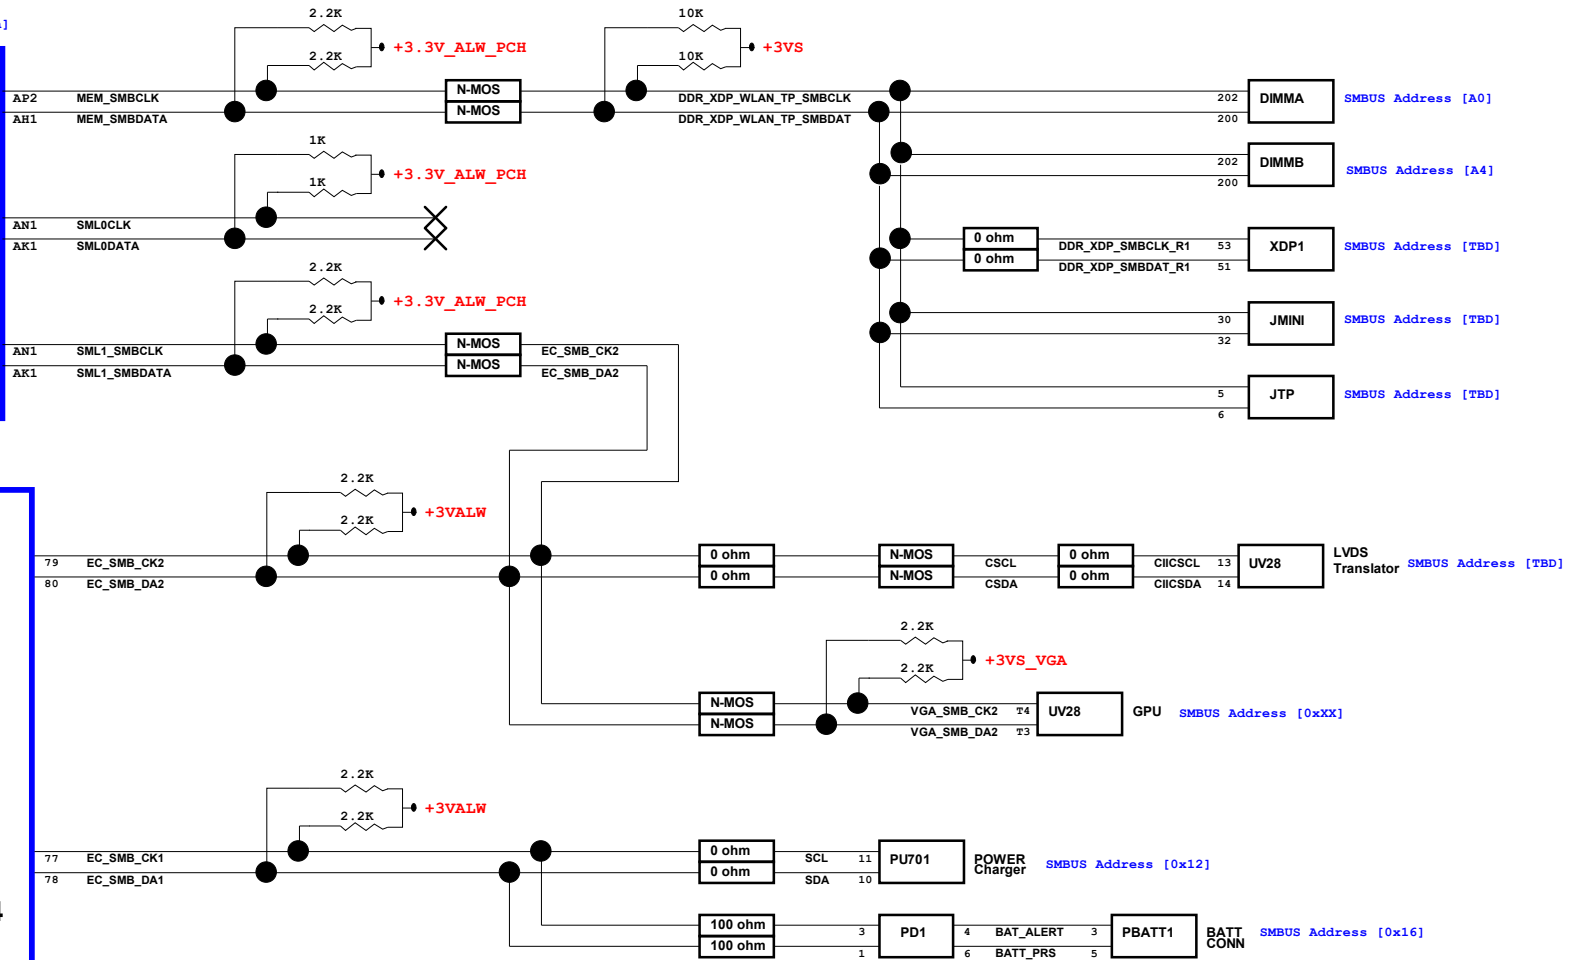 2.2K
10K
]
+3.3V_ALW_PCH
+3VS
2.2K
10K
AP2 MEM_SMBCLK N-MOS DDR_XDP_WLAN_TP_SMBCLK 202 DIMMA SMBUS Address [A0]
AH1 MEM_SMBDATA N-MOS DDR_XDP_WLAN_TP_SMBDAT 200
1K
+3.3V_ALW_PCH
1K
202 DIMMB SMBUS Address [A4]
200
AN1 SML0CLK
AK1 SML0DATA
0 ohm DDR_XDP_SMBCLK_R1 53 XDP1 SMBUS Address [TBD]
0 ohm DDR_XDP_SMBDAT_R1 51
2.2K
+3.3V_ALW_PCH
2.2K
30 JMINI SMBUS Address [TBD]
32
AN1 SML1_SMBCLK N-MOS EC_SMB_CK2
AK1 SML1_SMBDATA N-MOS EC_SMB_DA2
5 JTP SMBUS Address [TBD]
6
2.2K
+3VALW
2.2K
79 EC_SMB_CK2 0 ohm N-MOS CSCL 0 ohm CIICSCL 13 UV28 LVDS
Translator SMBUS Address [TBD]
80 EC_SMB_DA2 0 ohm N-MOS CSDA 0 ohm CIICSDA 14
2.2K
+3VS_VGA
2.2K
N-MOS VGA_SMB_CK2 T4 UV28 GPU SMBUS Address [0xXX]
N-MOS VGA_SMB_DA2 T3
2.2K
+3VALW
2.2K
77 EC_SMB_CK1 0 ohm SCL 11 PU701 POWER
Charger SMBUS Address [0x12]
78 EC_SMB_DA1 0 ohm SDA 10
100 ohm 3 PD1 4 BAT_ALERT 3 PBATT1 BATT
CONN SMBUS Address [0x16]
100 ohm 1 6 BATT_PRS 5